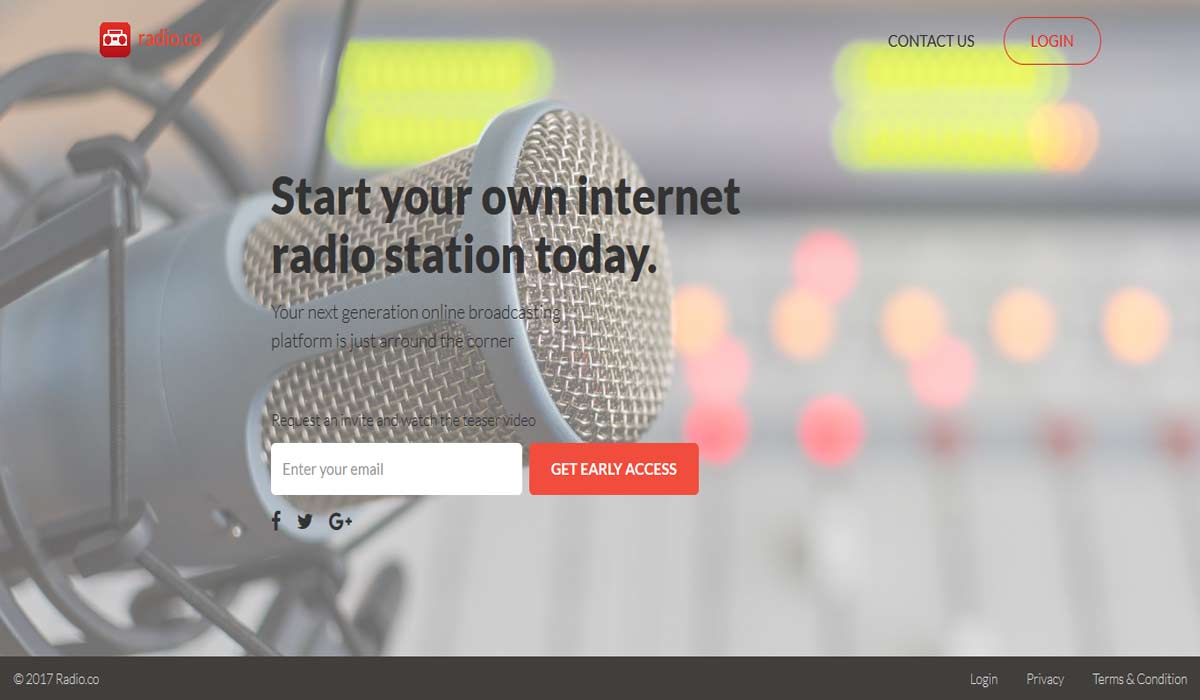 radio.co
CONTACT US
LOGIN
Start your own internet
radio station today.
Your next generation online broadcasting
platform is just arround the corner
Request an invite and watch the teaser video
Enter your email
GET EARLY ACCESS
© 2017 Radio.co
Login
Privacy
Terms & Condition